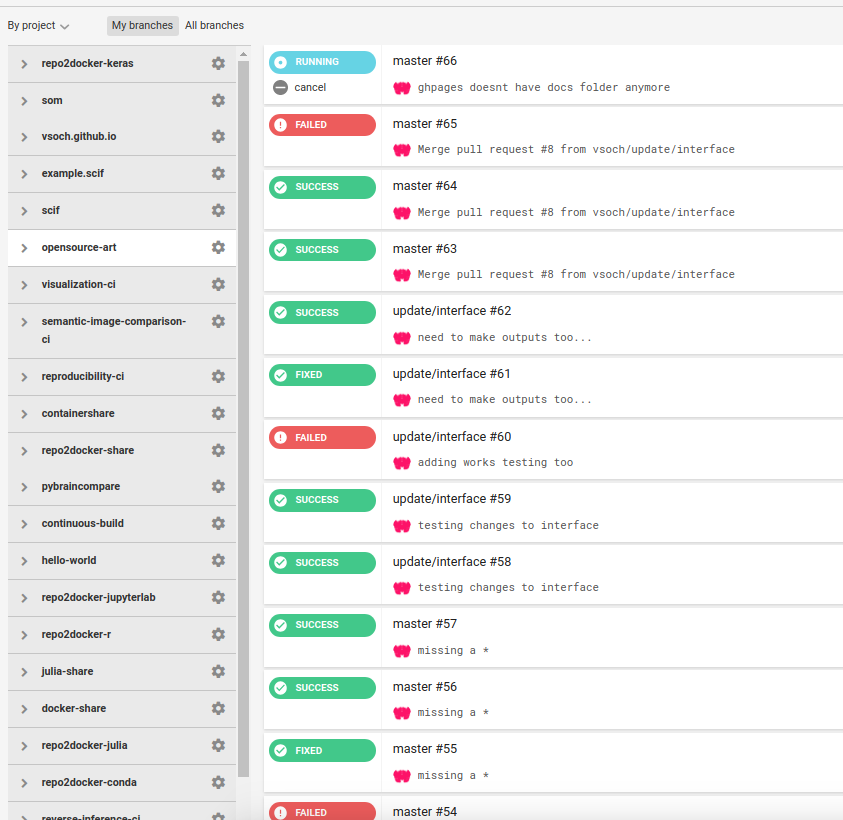 By project
My branches
All branches
repo2docker-keras
som
vsoch.github.io
example.scif
scif
opensource-art
visualization-ci
semantic-image-comparison-
ci
reproducibility-ci
containershare
repo2docker-share
pybraincompare
continuous-build
hello-world
repo2docker-jupyterlab
repo2docker-r
julia-share
docker-share
repo2docker-julia
repo2docker-conda
reverse-inference-ci
RUNNING
master #66
cancel
ghpages doesnt have docs folder anymore
FAILED
master #65
Merge pull request #8 from vsoch/update/interface
SUCCESS
master #64
Merge pull request #8 from vsoch/update/interface
SUCCESS
master #63
Merge pull request #8 from vsoch/update/interface
SUCCESS
update/interface #62
need to make outputs too...
FIXED
update/interface #61
need to make outputs too...
FAILED
update/interface #60
adding works testing too
SUCCESS
update/interface #59
testing changes to interface
SUCCESS
update/interface #58
testing changes to interface
SUCCESS
master #57
missing a *
SUCCESS
master #56
missing a *
FIXED
master #55
missing a *
FAILED
master #54